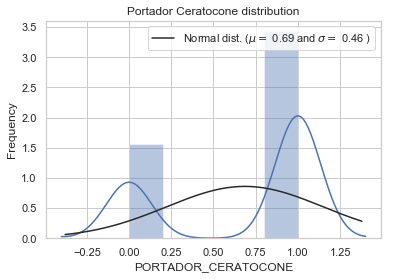 Portador Ceratocone distribution
Normal dist. (μ = 0.69 and σ = 0.46 )
3.5
3.0
2.5
2.0
1.5
1.0
0.5
0.0
Frequency
−0.25 0.00 0.25 0.50 0.75 1.00 1.25
PORTADOR_CERATOCONE